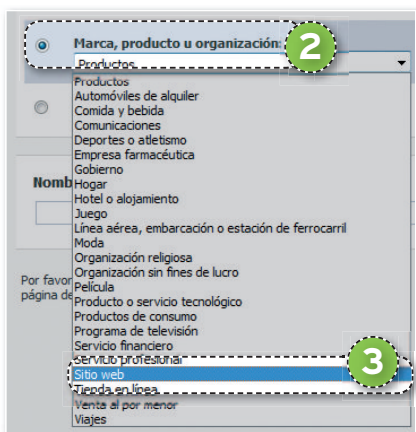 Marca, producto u organización:
2
Productos
Productos
Automóviles de alquiler
Comida y bebida
Comunicaciones
Deportes o atletismo
Empresa farmacéutica
Gobierno
Nomb
Hogar
Hotel o alojamiento
Juego
Línea aérea, embarcación o estación de ferrocarril
Moda
Organización religiosa
Organización sin fines de lucro
Por favor
Película
página de
Producto o servicio tecnológico
Productos de consumo
Programa de televisión
Servicio financiero
Servicio profesional
3
Sitio web
Tienda en línea
Venta al por menor
Viajes